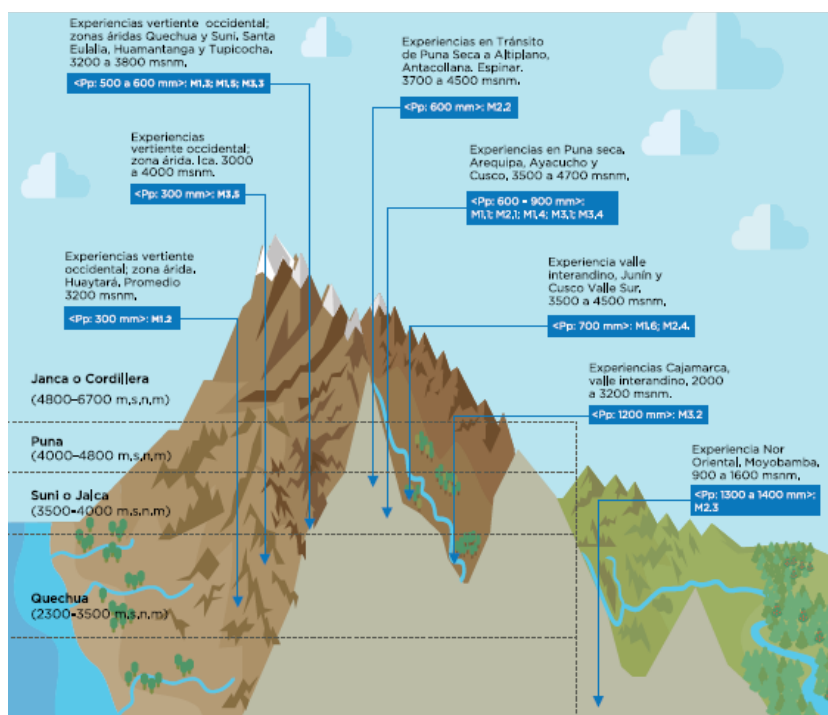 Experiencias vertiente occidental;
zonas áridas Quechua y Suni. Santa
Eulalia, Huamantanga y Tupicocha.
3200 a 3800 msnm.
<Pp: 500 a 600 mm>: M1.3; M1.5; M3.3
Experiencias en Tránsito
de Puna Seca a Altiplano,
Antacollana. Espinar.
3700 a 4500 msnm.
<Pp: 600 mm>: M2.2
Experiencias
vertiente occidental;
zona árida. Ica. 3000
a 4000 msnm.
<Pp: 300 mm>: M3.5
Experiencias en Puna seca.
Arequipa, Ayacucho y
Cusco, 3500 a 4700 msnm,
<Pp: 600 - 900 mm>:
M1.1; M2.1; M1.4; M3.1; M3.4
Experiencias vertiente
occidental; zona árida.
Huaytará, Promedio
3200 msnm,
<Pp: 300 mm>: M1.2
Experiencia valle
interandino, Junín y
Cusco Valle Sur,
3500 a 4500 msnm,
<Pp: 700 mm>: M1.6; M2.4.
Experiencias Cajamarca,
valle interandino, 2000
a 3200 msnm.
<Pp: 1200 mm>: M3.2
Experiencia Nor
Oriental, Moyobamba,
900 a 1600 msnm,
<Pp: 1300 a 1400 mm>:
M2.3
Janca o Cordillera
(4800–6700 m,s,n,m)
Puna
(4000–4800 m,s,n,m)
Suni o Jalca
(3500-4000 m,s,n.m)
Quechua
(2300-3500 m,s,n,m)